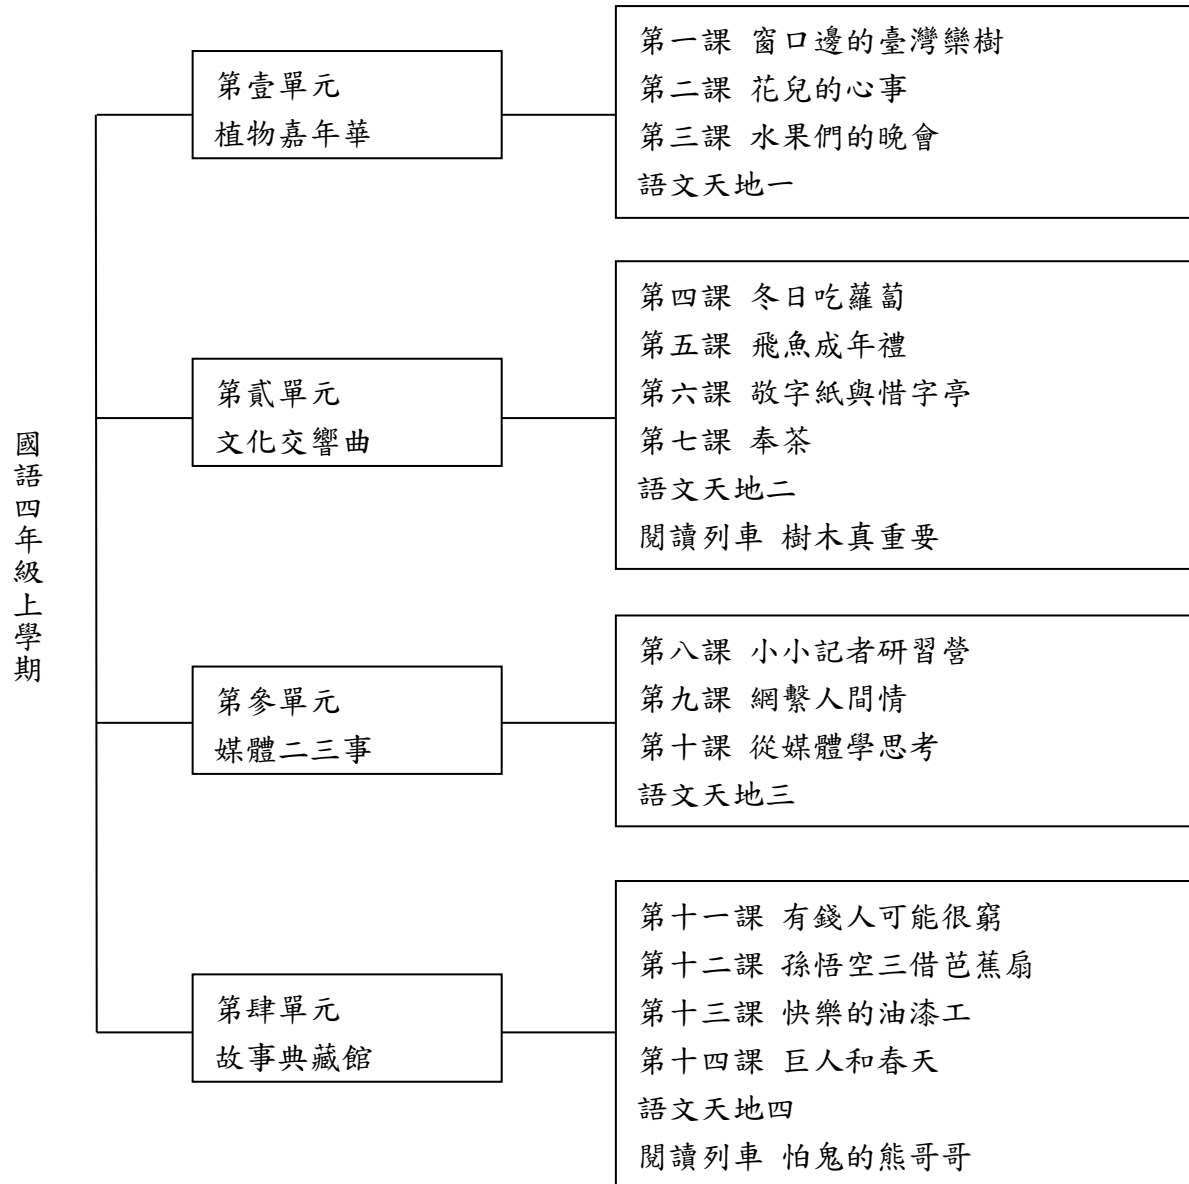 國語四年級上學期
第壹單元
植物嘉年華
第一課 窗口邊的臺灣欒樹
第二課 花兒的心事
第三課 水果們的晚會
語文天地一
第貳單元
文化交響曲
第四課 冬日吃蘿蔔
第五課 飛魚成年禮
第六課 敬字紙與惜字亭
第七課 奉茶
語文天地二
閱讀列車 樹木真重要
第參單元
媒體二三事
第八課 小小記者研習營
第九課 網繫人間情
第十課 從媒體學思考
語文天地三
第肆單元
故事典藏館
第十一課 有錢人可能很窮
第十二課 孫悟空三借芭蕉扇
第十三課 快樂的油漆工
第十四課 巨人和春天
語文天地四
閱讀列車 怕鬼的熊哥哥